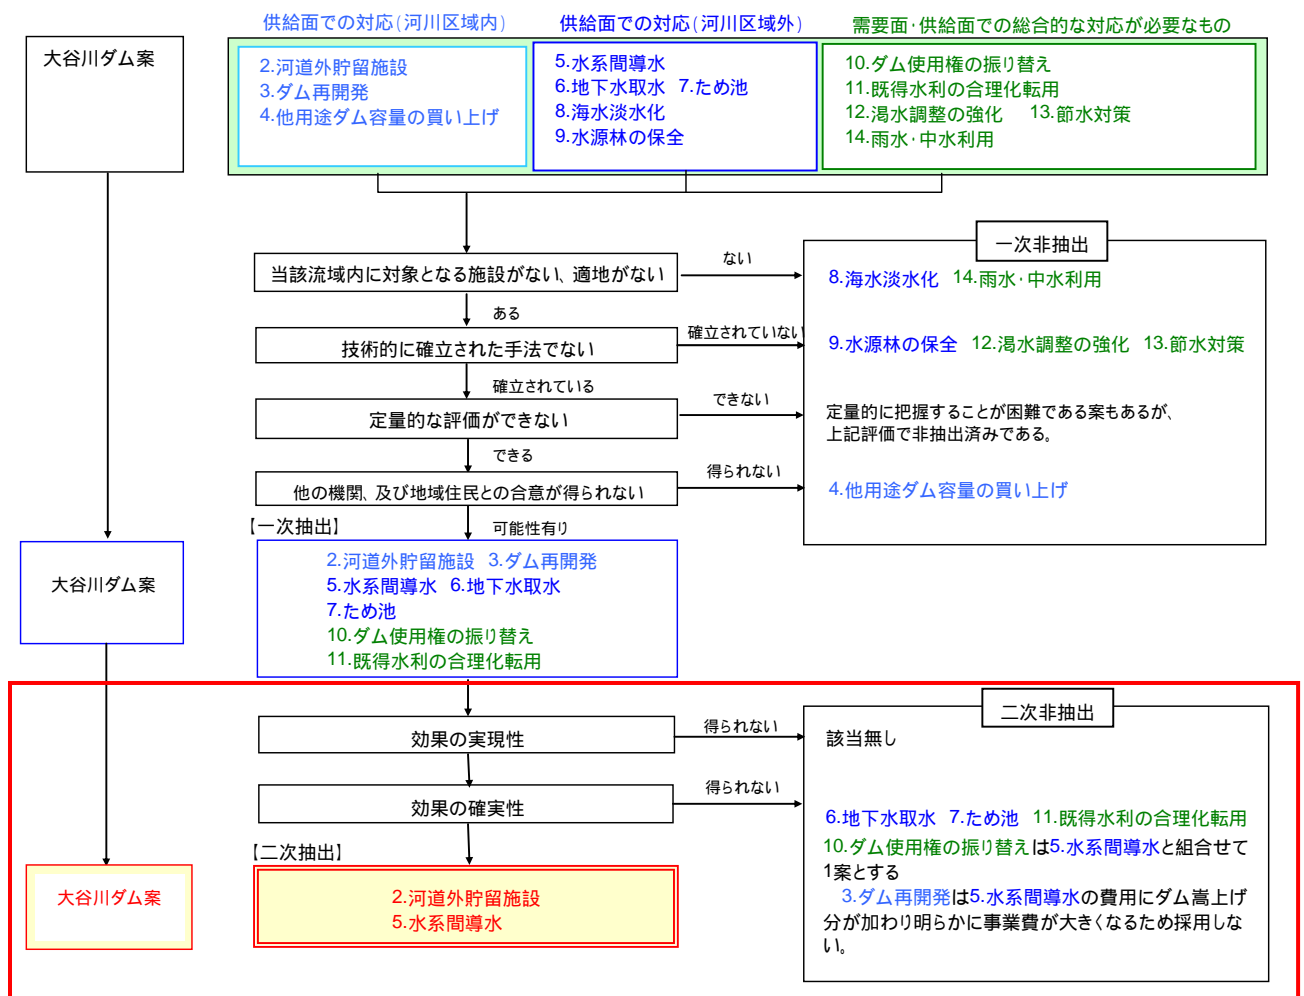 供給面での対応(河川区域内)
供給面での対応(河川区域外)
需要面・供給面での総合的な対応が必要なもの
大谷川ダム案
2.河道外貯留施設
3.ダム再開発
4.他用途ダム容量の買い上げ
5.水系間導水
6.地下水取水 7.ため池
8.海水淡水化
9.水源林の保全
10.ダム使用権の振り替え
11.既得水利の合理化転用
12.渇水調整の強化 13.節水対策
14.雨水・中水利用
一次非抽出
当該流域内に対象となる施設がない、適地がない
ない
8.海水淡水化 14.雨水・中水利用
ある
技術的に確立された手法でない
確立されていない
9.水源林の保全 12.渇水調整の強化 13.節水対策
確立されている
定量的な評価ができない
できない
定量的に把握することが困難である案もあるが、
上記評価で非抽出済みである。
できる
他の機関、及び地域住民との合意が得られない
得られない
4.他用途ダム容量の買い上げ
【一次抽出】
可能性有り
大谷川ダム案
2.河道外貯留施設 3.ダム再開発
5.水系間導水 6.地下水取水
7.ため池
10.ダム使用権の振り替え
11.既得水利の合理化転用
二次非抽出
効果の実現性
得られない
該当無し
効果の確実性
得られない
6.地下水取水 7.ため池 11.既得水利の合理化転用
10.ダム使用権の振り替えは5.水系間導水と組合せて
1案とする
3.ダム再開発は5.水系間導水の費用にダム嵩上げ
分が加わり明らかに事業費が大きくなるため採用しな
い。
【二次抽出】
大谷川ダム案
2.河道外貯留施設
5.水系間導水